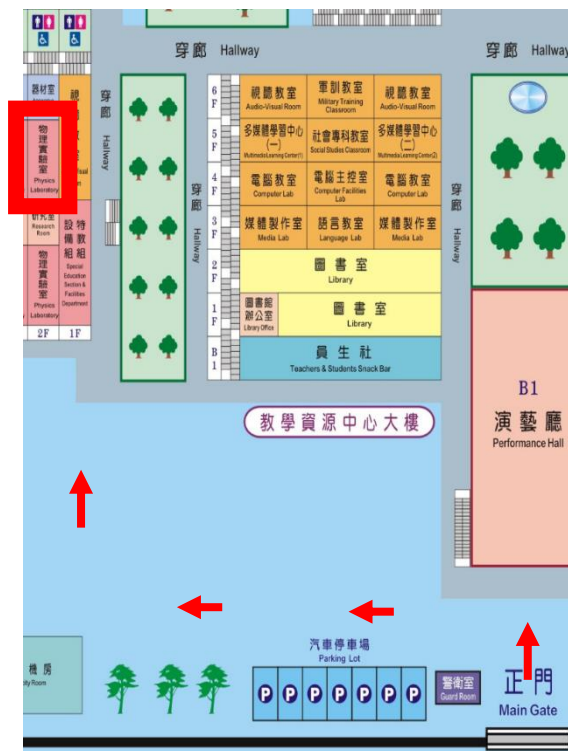 穿廊 Hallway
穿廊 Hallway
器材室
視
穿廊 Hallway
物理實驗室
Physics Laboratory
研究室
Research Room
物理實驗室
Physics Laboratory
特教組
設備組
Special Education Section & Facilities Department
2F
1F
穿廊 Hallway
穿廊 Hallway
6F
視聽教室
Audio-Visual Room
軍訓教室
Military Training Classroom
視聽教室
Audio-Visual Room
5F
多媒體學習中心(一)
Multimedia Learning Center(1)
社會專科教室
Social Studies Classroom
多媒體學習中心(二)
Multimedia Learning Center(2)
4F
電腦教室
Computer Lab
電腦主控室
Computer Facilities Lab
電腦教室
Computer Lab
3F
媒體製作室
Media Lab
語言教室
Language Lab
媒體製作室
Media Lab
2F
圖書室
Library
1F
圖書館辦公室
Library Office
圖書室
Library
B1
員生社
Teachers & Students Snack Bar
教學資源中心大樓
B1
演藝廳
Performance Hall
機房
ity Room
汽車停車場
Parking Lot
P P P P P P P
警衛室
Guard Room
正門
Main Gate